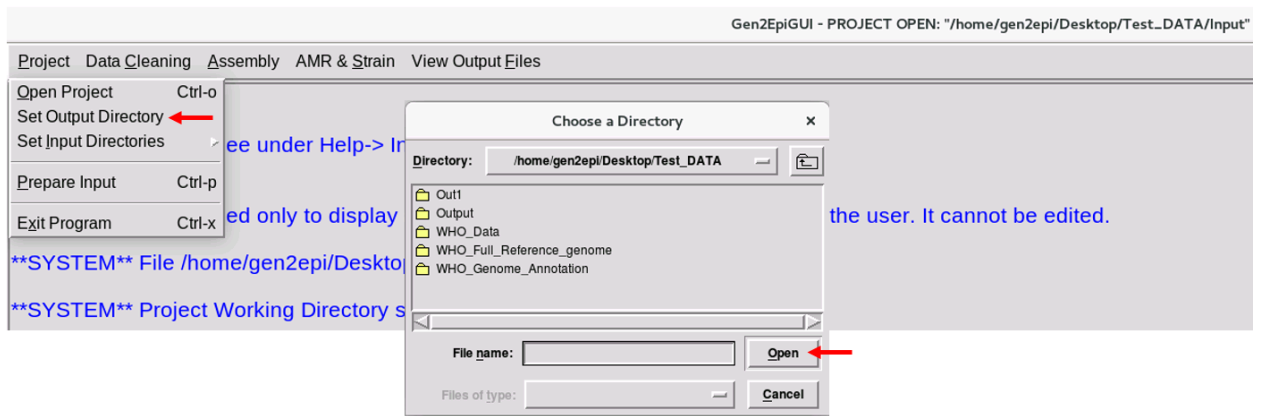 Gen2EpiGUI - PROJECT OPEN: "/home/gen2epi/Desktop/Test_DATA/Input"
Project Data Cleaning Assembly AMR & Strain View Output Files
Open Project Ctrl-o
Set Output Directory
Set Input Directories
Prepare Input Ctrl-p
Exit Program Ctrl-x
ee under Help-> In
ed only to display
the user. It cannot be edited.
**SYSTEM** File /home/gen2epi/Deskto
**SYSTEM** Project Working Directory s
Choose a Directory
Directory: /home/gen2epi/Desktop/Test_DATA
Out1
Output
WHO_Data
WHO_Full_Reference_genome
WHO_Genome_Annotation
File name: Open
Files of type: Cancel